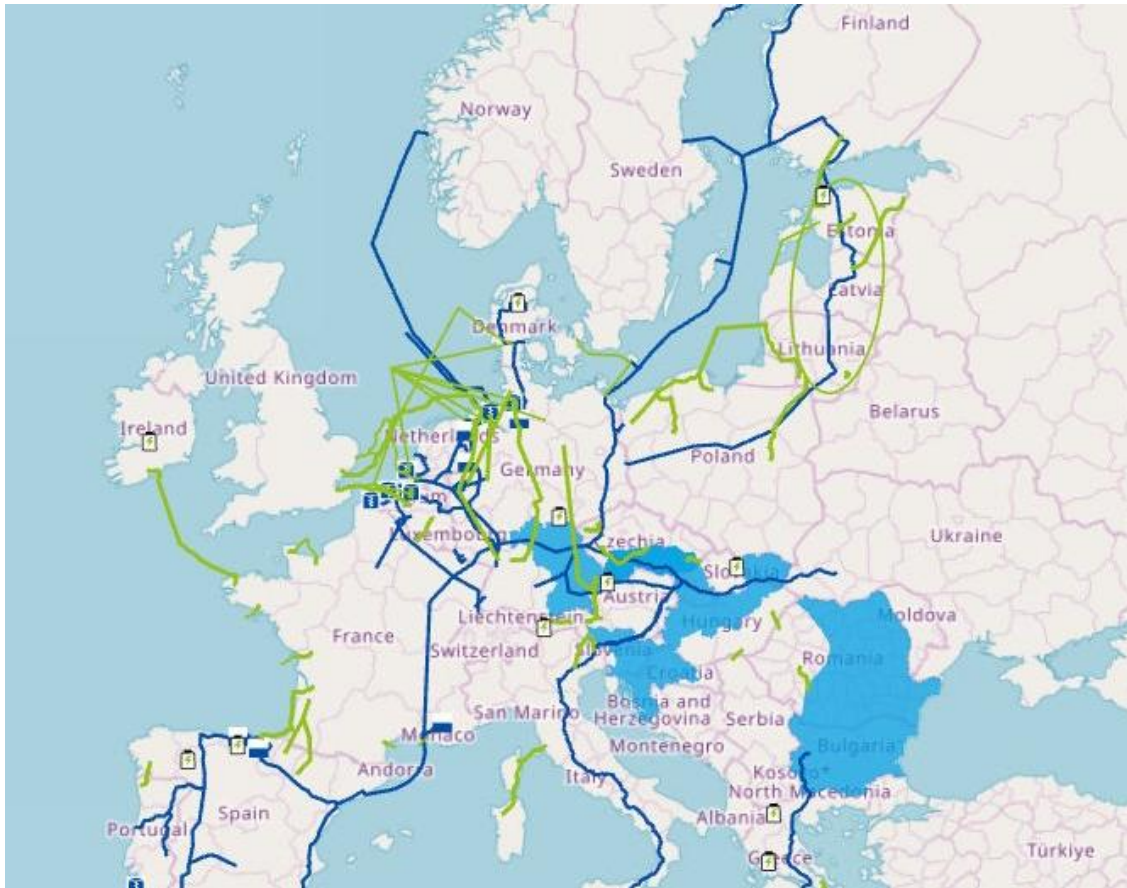 Finland
Norway
Sweden
Estonia
Latvia
Denmark
Lithuania
United Kingdom
Belarus
Ireland
Netherlands
Poland
Germany
Luxembourg
Czechia
Ukraine
Slovakia
Austria
Liechtenstein
Hungary
Moldova
France
Switzerland
Slovenia
Romania
Croatia
Bosnia and
Herzegovina
San Marino
Serbia
Monaco
Montenegro
Bulgaria
Andorra
Italy
Kosovo*
North Macedonia
Spain
Albania
Portugal
Greece
Türkiye